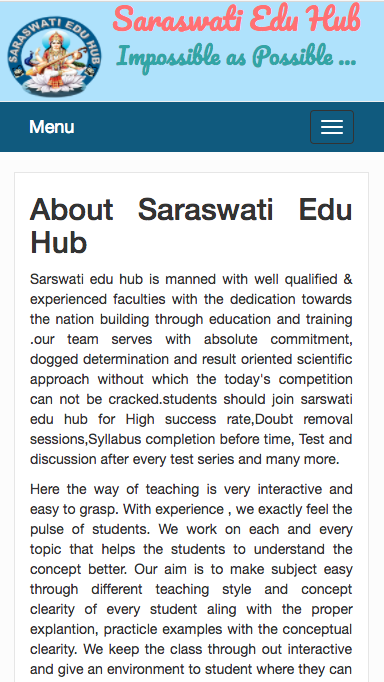 SARASWATI EDU HUB
Saraswati Edu Hub
Impossible as Possible ...
Menu
About Saraswati Edu
Hub
Sarswati edu hub is manned with well qualified &
experienced faculties with the dedication towards
the nation building through education and training
.our team serves with absolute commitment,
dogged determination and result oriented scientific
approach without which the today's competition
can not be cracked.students should join sarswati
edu hub for High success rate,Doubt removal
sessions,Syllabus completion before time, Test and
discussion after every test series and many more.
Here the way of teaching is very interactive and
easy to grasp. With experience , we exactly feel the
pulse of students. We work on each and every
topic that helps the students to understand the
concept better. Our aim is to make subject easy
through different teaching style and concept
clearity of every student aling with the proper
explantion, practicle examples with the conceptual
clearity. We keep the class through out interactive
and give an environment to student where they can